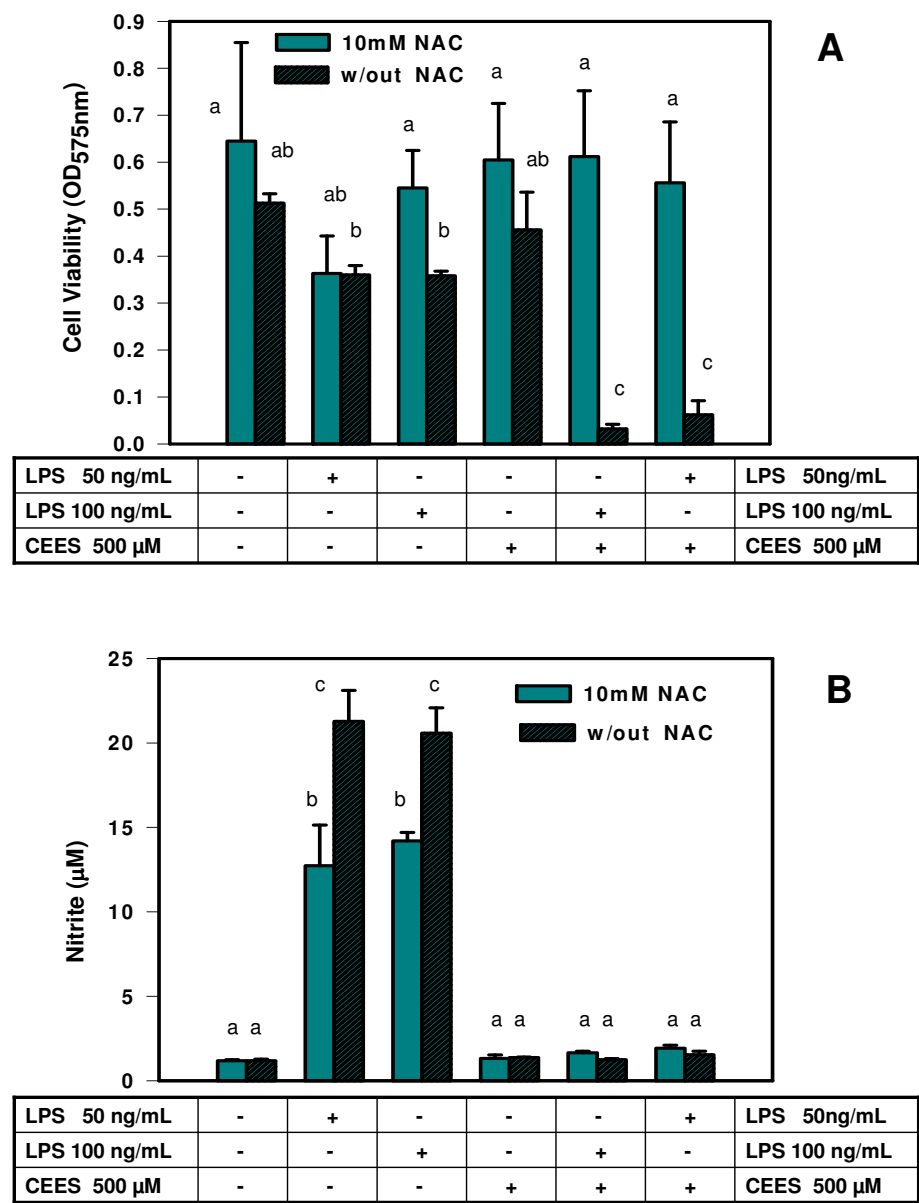 A
10mM NAC
w/out NAC
Cell Viability (OD575nm)
0.9
0.8
0.7
0.6
0.5
0.4
0.3
0.2
0.1
0.0
a ab ab b a b a ab a c a c
LPS 50 ng/mL - + - - - + LPS 50ng/mL
LPS 100 ng/mL - - + - + - LPS 100 ng/mL
CEES 500 µM - - - + + + CEES 500 µM
B
10mM NAC
w/out NAC
Nitrite (µM)
25
20
15
10
5
0
a a b c b c a a a a a a
LPS 50 ng/mL - + - - - + LPS 50ng/mL
LPS 100 ng/mL - - + - + - LPS 100 ng/mL
CEES 500 µM - - - + + + CEES 500 µM